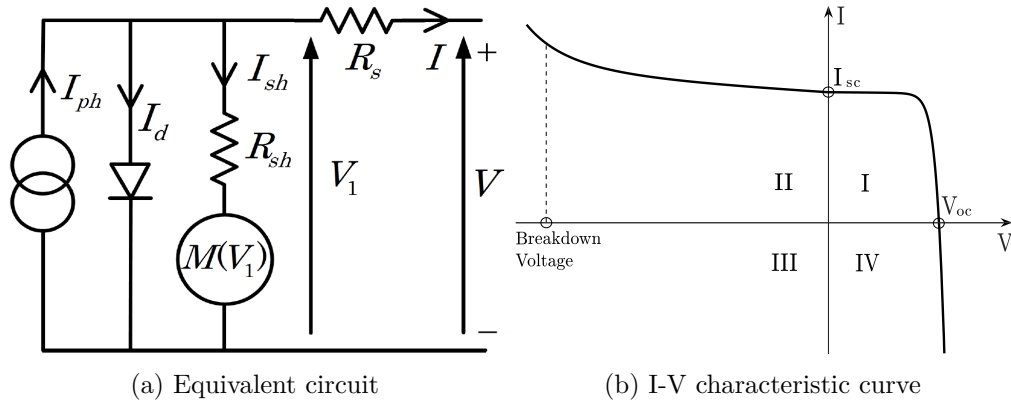 I_ph
I_d
I_sh
R_sh
M(V_1)
V_1
R_s
I
+
V
−
I
I_sc
II
I
V_oc
V
Breakdown
Voltage
III
IV
(a) Equivalent circuit
(b) I-V characteristic curve